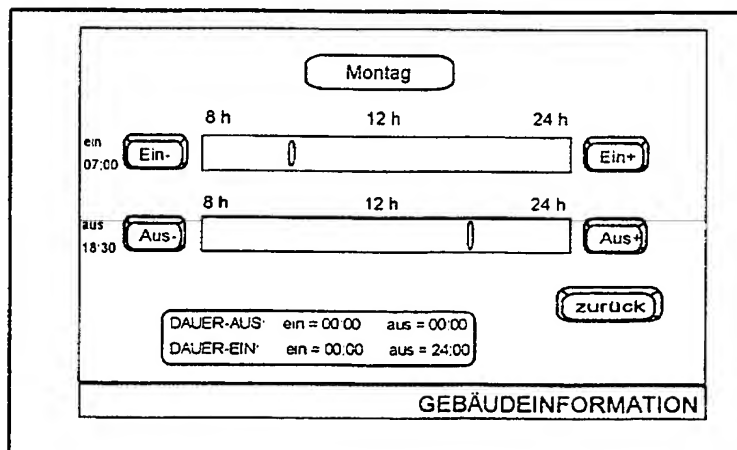 Montag
8 h 12 h 24 h
ein
07:00
Ein-
Ein+
8 h 12 h 24 h
aus
18:30
Aus-
Aus+
zurück
DAUER-AUS: ein = 00:00 aus = 00:00
DAUER-EIN: ein = 00:00 aus = 24:00
GEBÄUDEINFORMATION